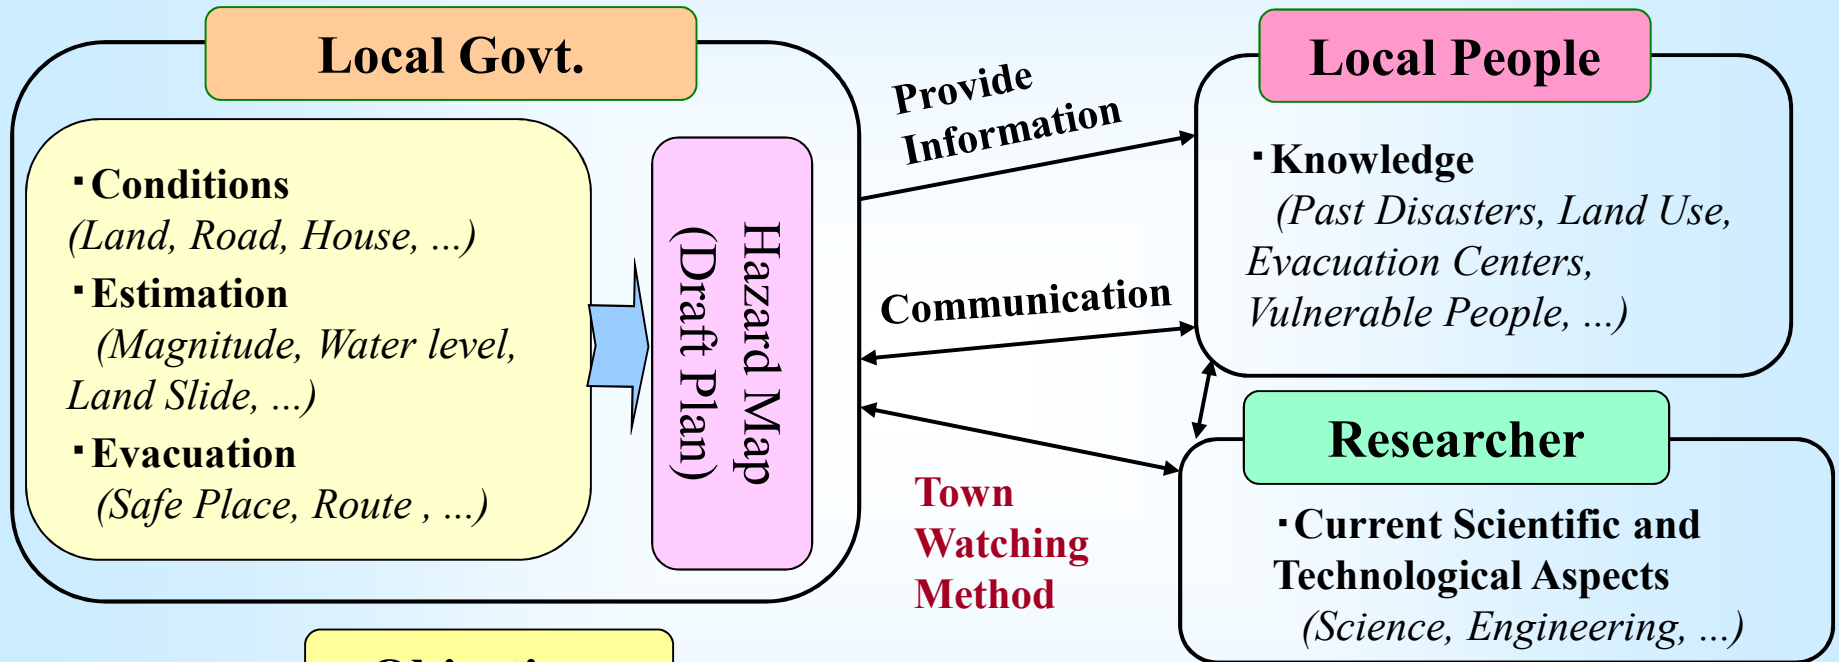 Local Govt.
▪Conditions
(Land, Road, House, ...)
▪Estimation
(Magnitude, Water level,
Land Slide, ...)
▪Evacuation
(Safe Place, Route , ...)
Hazard Map
(Draft Plan)
Provide
Information
Communication
Town
Watching
Method
Local People
▪Knowledge
(Past Disasters, Land Use,
Evacuation Centers,
Vulnerable People, ...)
Researcher
▪Current Scientific and
Technological Aspects
(Science, Engineering, ...)